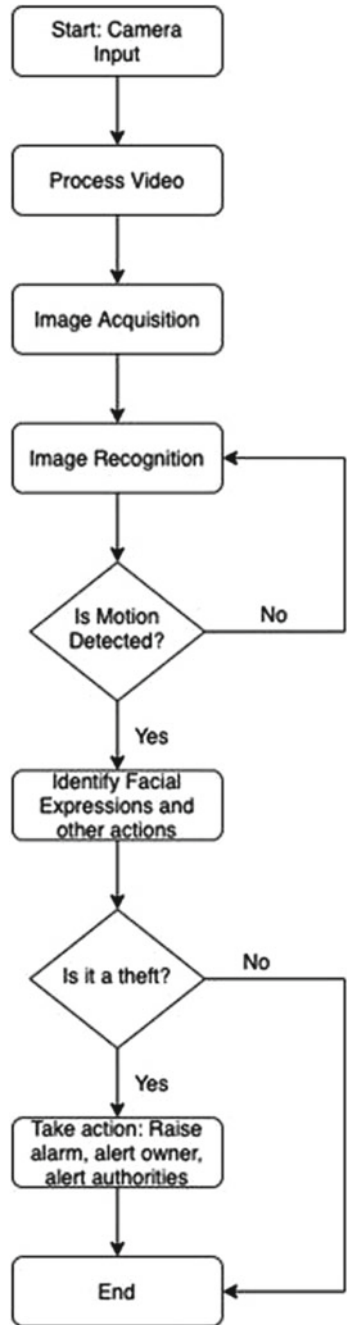 Start: Camera
Input
Process Video
Image Acquisition
Image Recognition
Is Motion
Detected?
No
Yes
Identify Facial
Expressions and
other actions
Is it a theft?
No
Yes
Take action: Raise
alarm, alert owner,
alert authorities
End